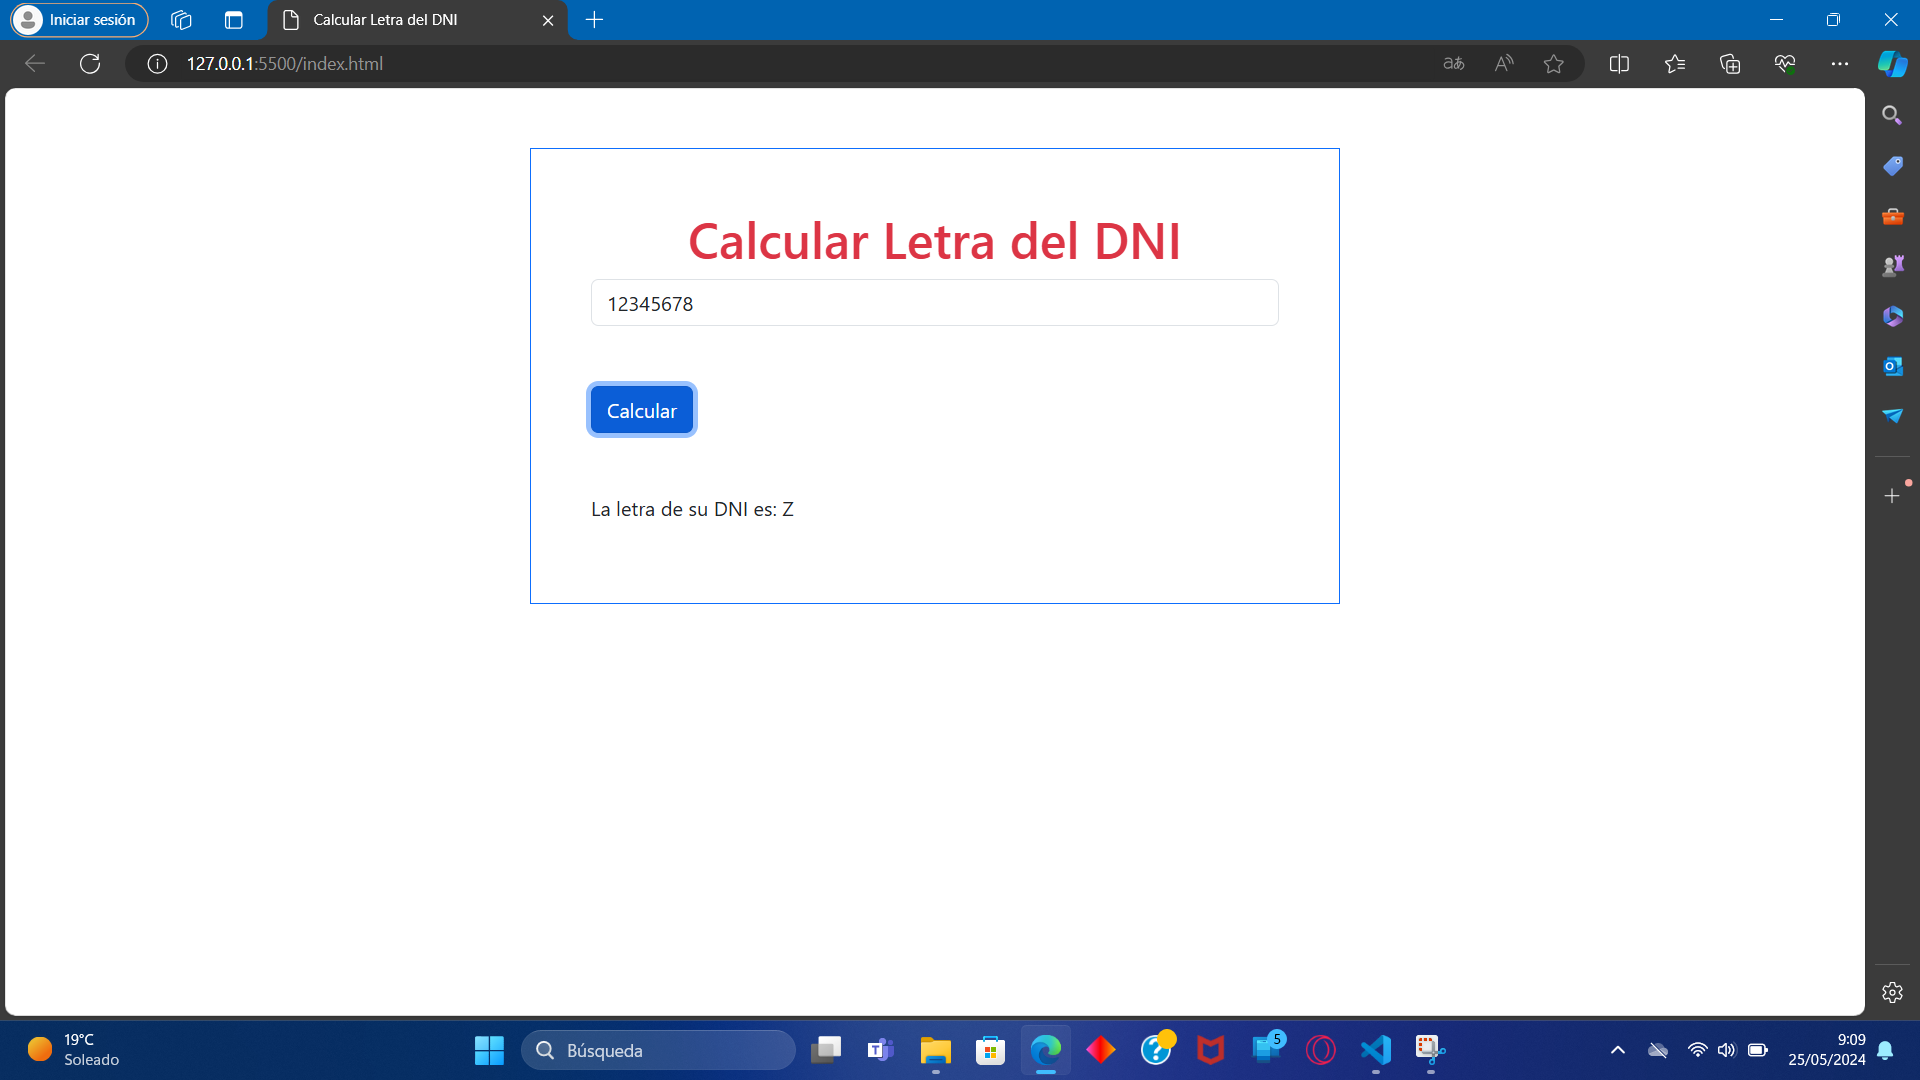 Iniciar sesión
Calcular Letra del DNI
127.0.0.1:5500/index.html
Calcular Letra del DNI
12345678
Calcular
La letra de su DNI es: Z
19°C
Soleado
Búsqueda
5
9:09
25/05/2024